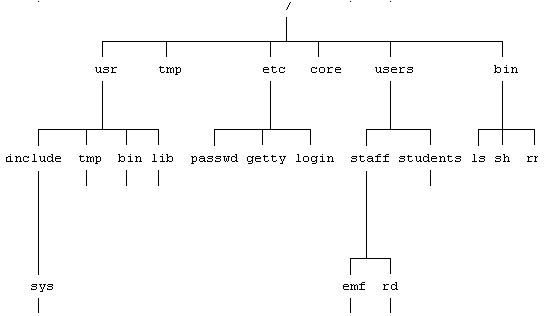 /
usr tmp etc core users bin
include tmp bin lib passwd getty login staff students ls sh
sys emf rd